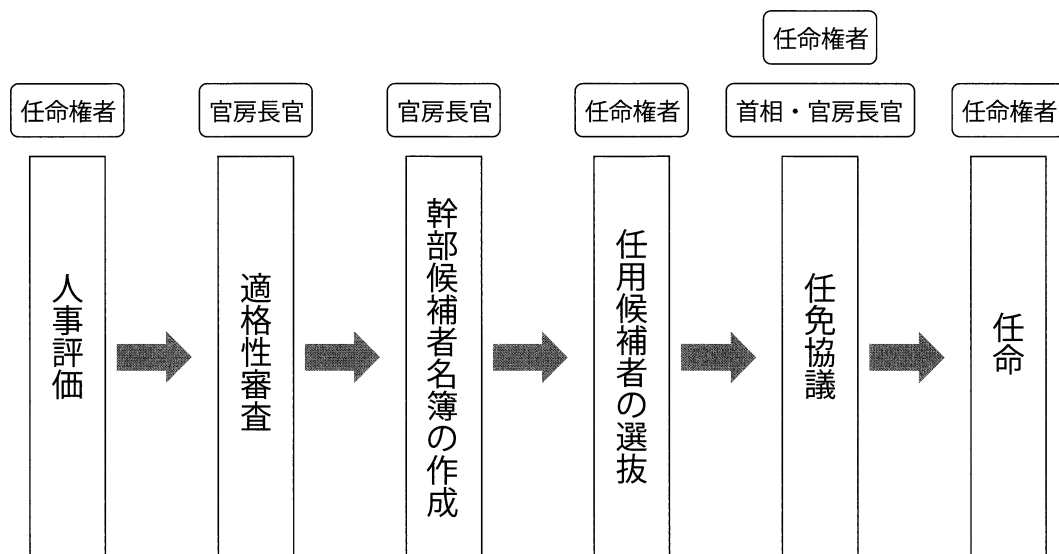 任命権者
任命権者
官房長官
官房長官
任命権者
首相・官房長官
任命権者
人事評価
適格性審査
幹部候補者名簿の作成
任用候補者の選抜
任免協議
任命